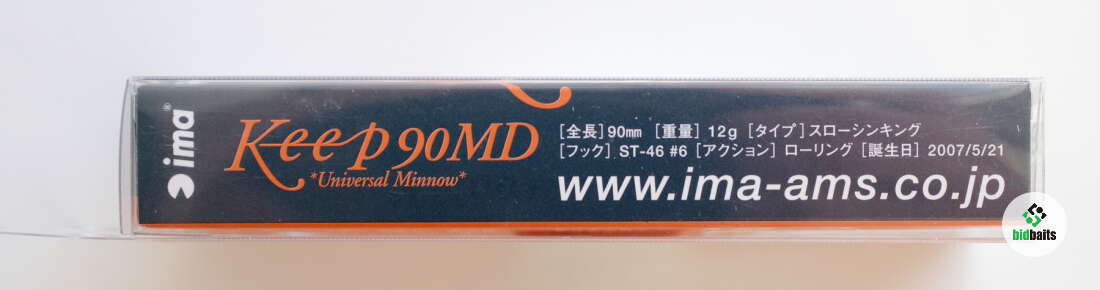 ima®
Keep 90MD
*Universal Minnow*
[全長] 90㎜ [重量] 12g [タイプ] スローシンキング
[フック] ST-46 #6 [アクション] ローリング [誕生日] 2007/5/21
www.ima-ams.co.jp
bidbaits